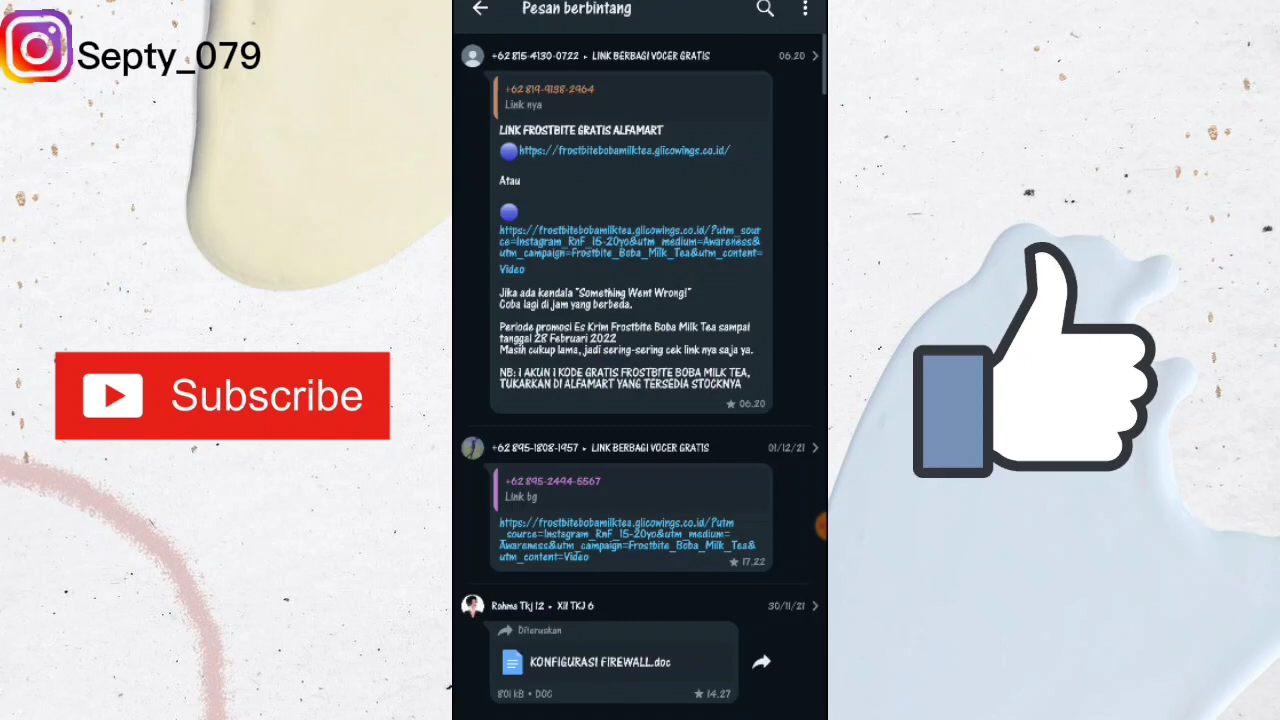 Septy_079
Subscribe
Pesan berbintang
+62 815-4130-0722 ▸ LINK BERBAGI VOCER GRATIS 06.20
+62 819-9138-2964
Link nya
LINK FROSTBITE GRATIS ALFAMART
https://frostbitebobamilktea.glicowings.co.id/
Atau
https://frostbitebobamilktea.glicowings.co.id/?utm_sour
ce=Instagram_RnF_15-20yo&utm_medium=Awareness&
utm_campaign=Frostbite_Boba_Milk_Tea&utm_content=
Video
Jika ada kendala "Something Went Wrong!"
Coba lagi di jam yang berbeda.
Periode promosi Es Krim Frostbite Boba Milk Tea sampai
tanggal 28 Februari 2022
Masih cukup lama, jadi sering-sering cek link nya saja ya.
NB: 1 AKUN 1 KODE GRATIS FROSTBITE BOBA MILK TEA,
TUKARKAN DI ALFAMART YANG TERSEDIA STOCKNYA
★ 06.20
+62 895-1808-1957 ▸ LINK BERBAGI VOCER GRATIS 01/12/21
+62 895-2494-5567
Link bg
https://frostbitebobamilktea.glicowings.co.id/?utm
_source=Instagram_RnF_15-20yo&utm_medium=
Awareness&utm_campaign=Frostbite_Boba_Milk_Tea&
utm_content=Video
★ 17.22
Rahma Tkj 12 ▸ XII TKJ 6 30/11/21
Diteruskan
KONFIGURASI FIREWALL.doc
801 kB • DOC ★ 14.27